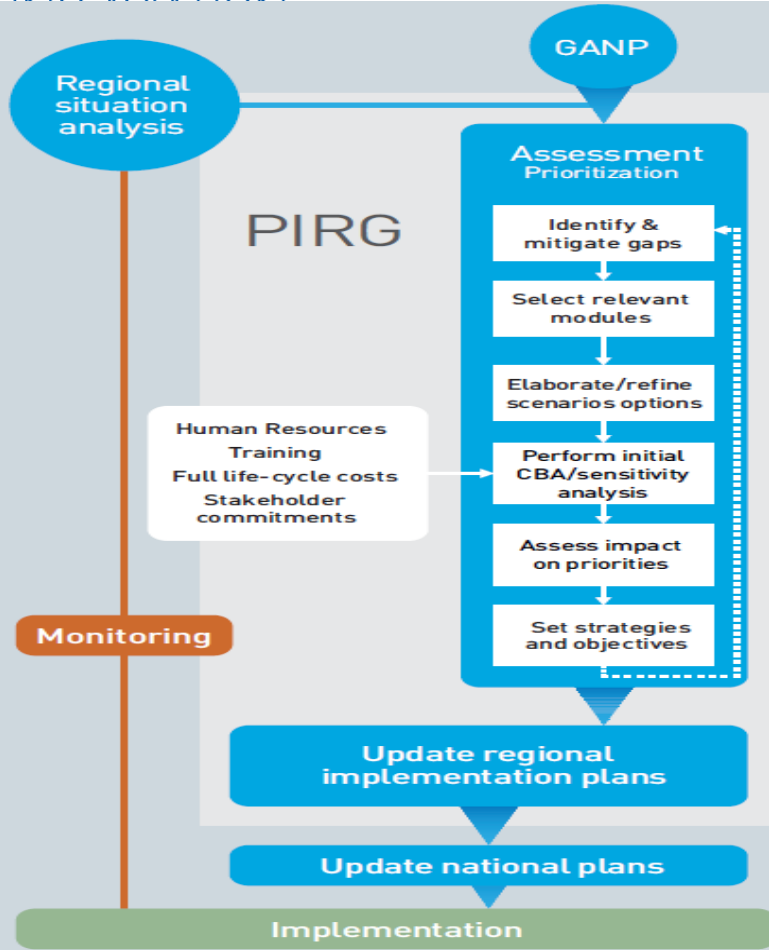 GANP
Regional
situation
analysis
Assessment
Prioritization
PIRG
Identify &
mitigate gaps
Select relevant
modules
Elaborate/refine
scenarios options
Human Resources
Training
Full life-cycle costs
Stakeholder
commitments
Perform initial
CBA/sensitivity
analysis
Assess impact
on priorities
Set strategies
and objectives
Monitoring
Update regional
implementation plans
Update national plans
Implementation